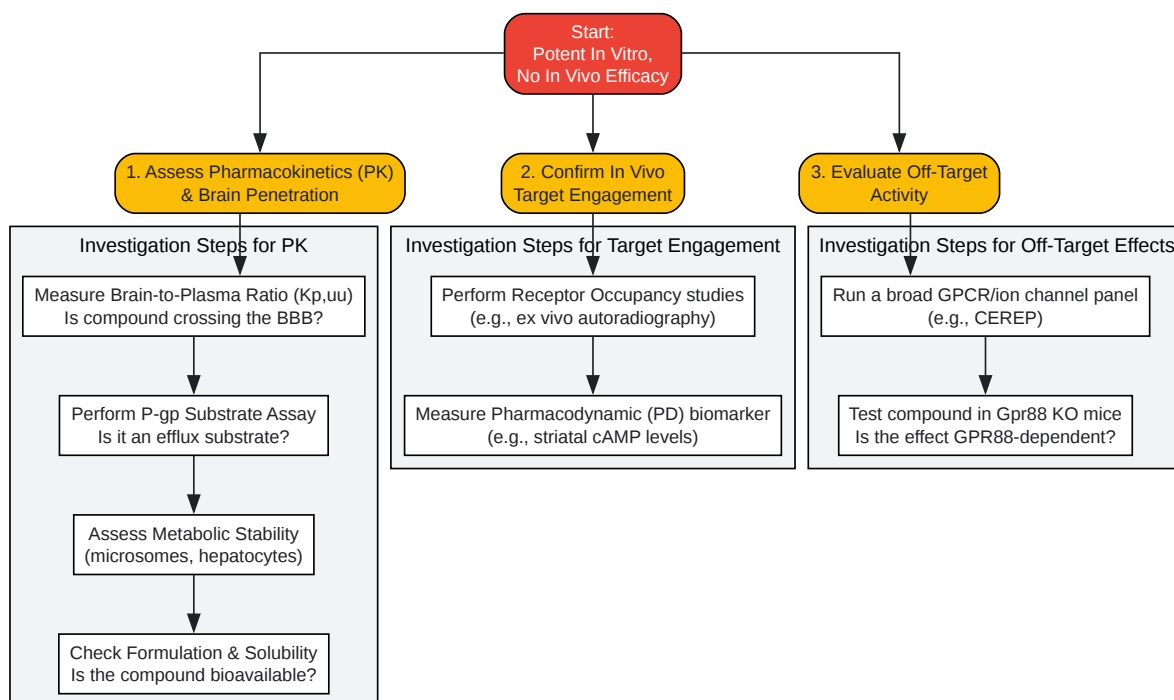 Start:
Potent In Vitro,
No In Vivo Efficacy
1. Assess Pharmacokinetics (PK)
& Brain Penetration
2. Confirm In Vivo
Target Engagement
3. Evaluate Off-Target
Activity
Investigation Steps for PK
Measure Brain-to-Plasma Ratio (Kp,uu)
Is compound crossing the BBB?
Perform P-gp Substrate Assay
Is it an efflux substrate?
Assess Metabolic Stability
(microsomes, hepatocytes)
Check Formulation & Solubility
Is the compound bioavailable?
Investigation Steps for Target Engagement
Perform Receptor Occupancy studies
(e.g., ex vivo autoradiography)
Measure Pharmacodynamic (PD) biomarker
(e.g., striatal cAMP levels)
Investigation Steps for Off-Target Effects
Run a broad GPCR/ion channel panel
(e.g., CEREP)
Test compound in Gpr88 KO mice
Is the effect GPR88-dependent?